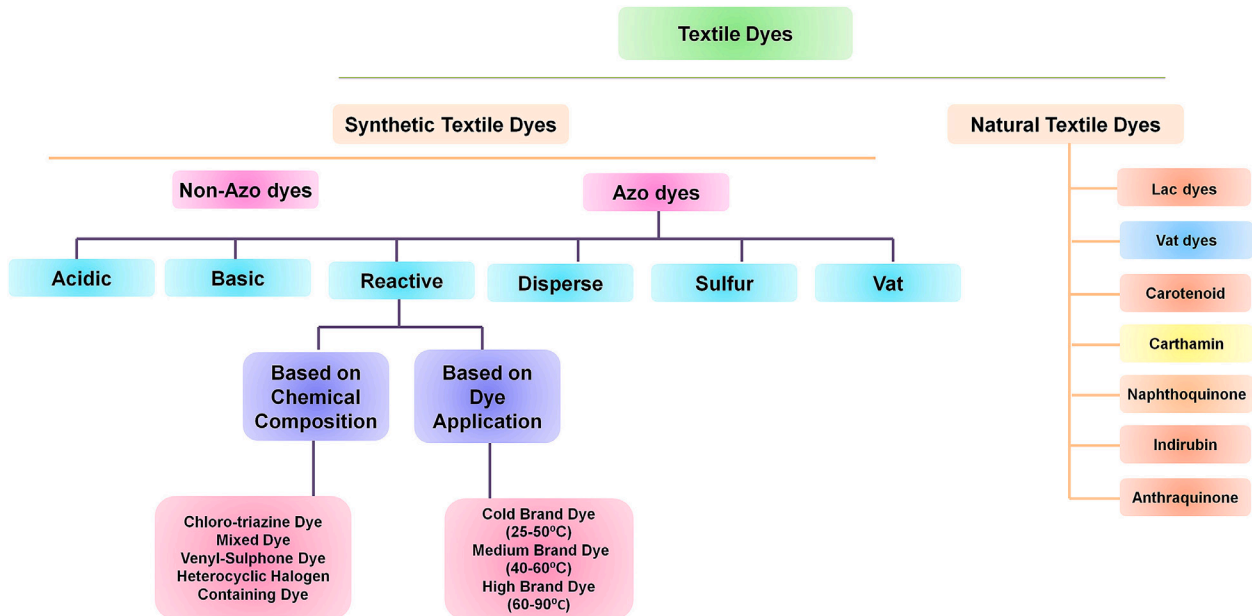 Textile Dyes
Synthetic Textile Dyes
Natural Textile Dyes
Non-Azo dyes
Azo dyes
Acidic
Basic
Reactive
Disperse
Sulfur
Vat
Based on
Chemical
Composition
Based on
Dye
Application
Chloro-triazine Dye
Mixed Dye
Venyl-Sulphone Dye
Heterocyclic Halogen
Containing Dye
Cold Brand Dye
(25-50ºC)
Medium Brand Dye
(40-60ºC)
High Brand Dye
(60-90ºC)
Lac dyes
Vat dyes
Carotenoid
Carthamin
Naphthoquinone
Indirubin
Anthraquinone